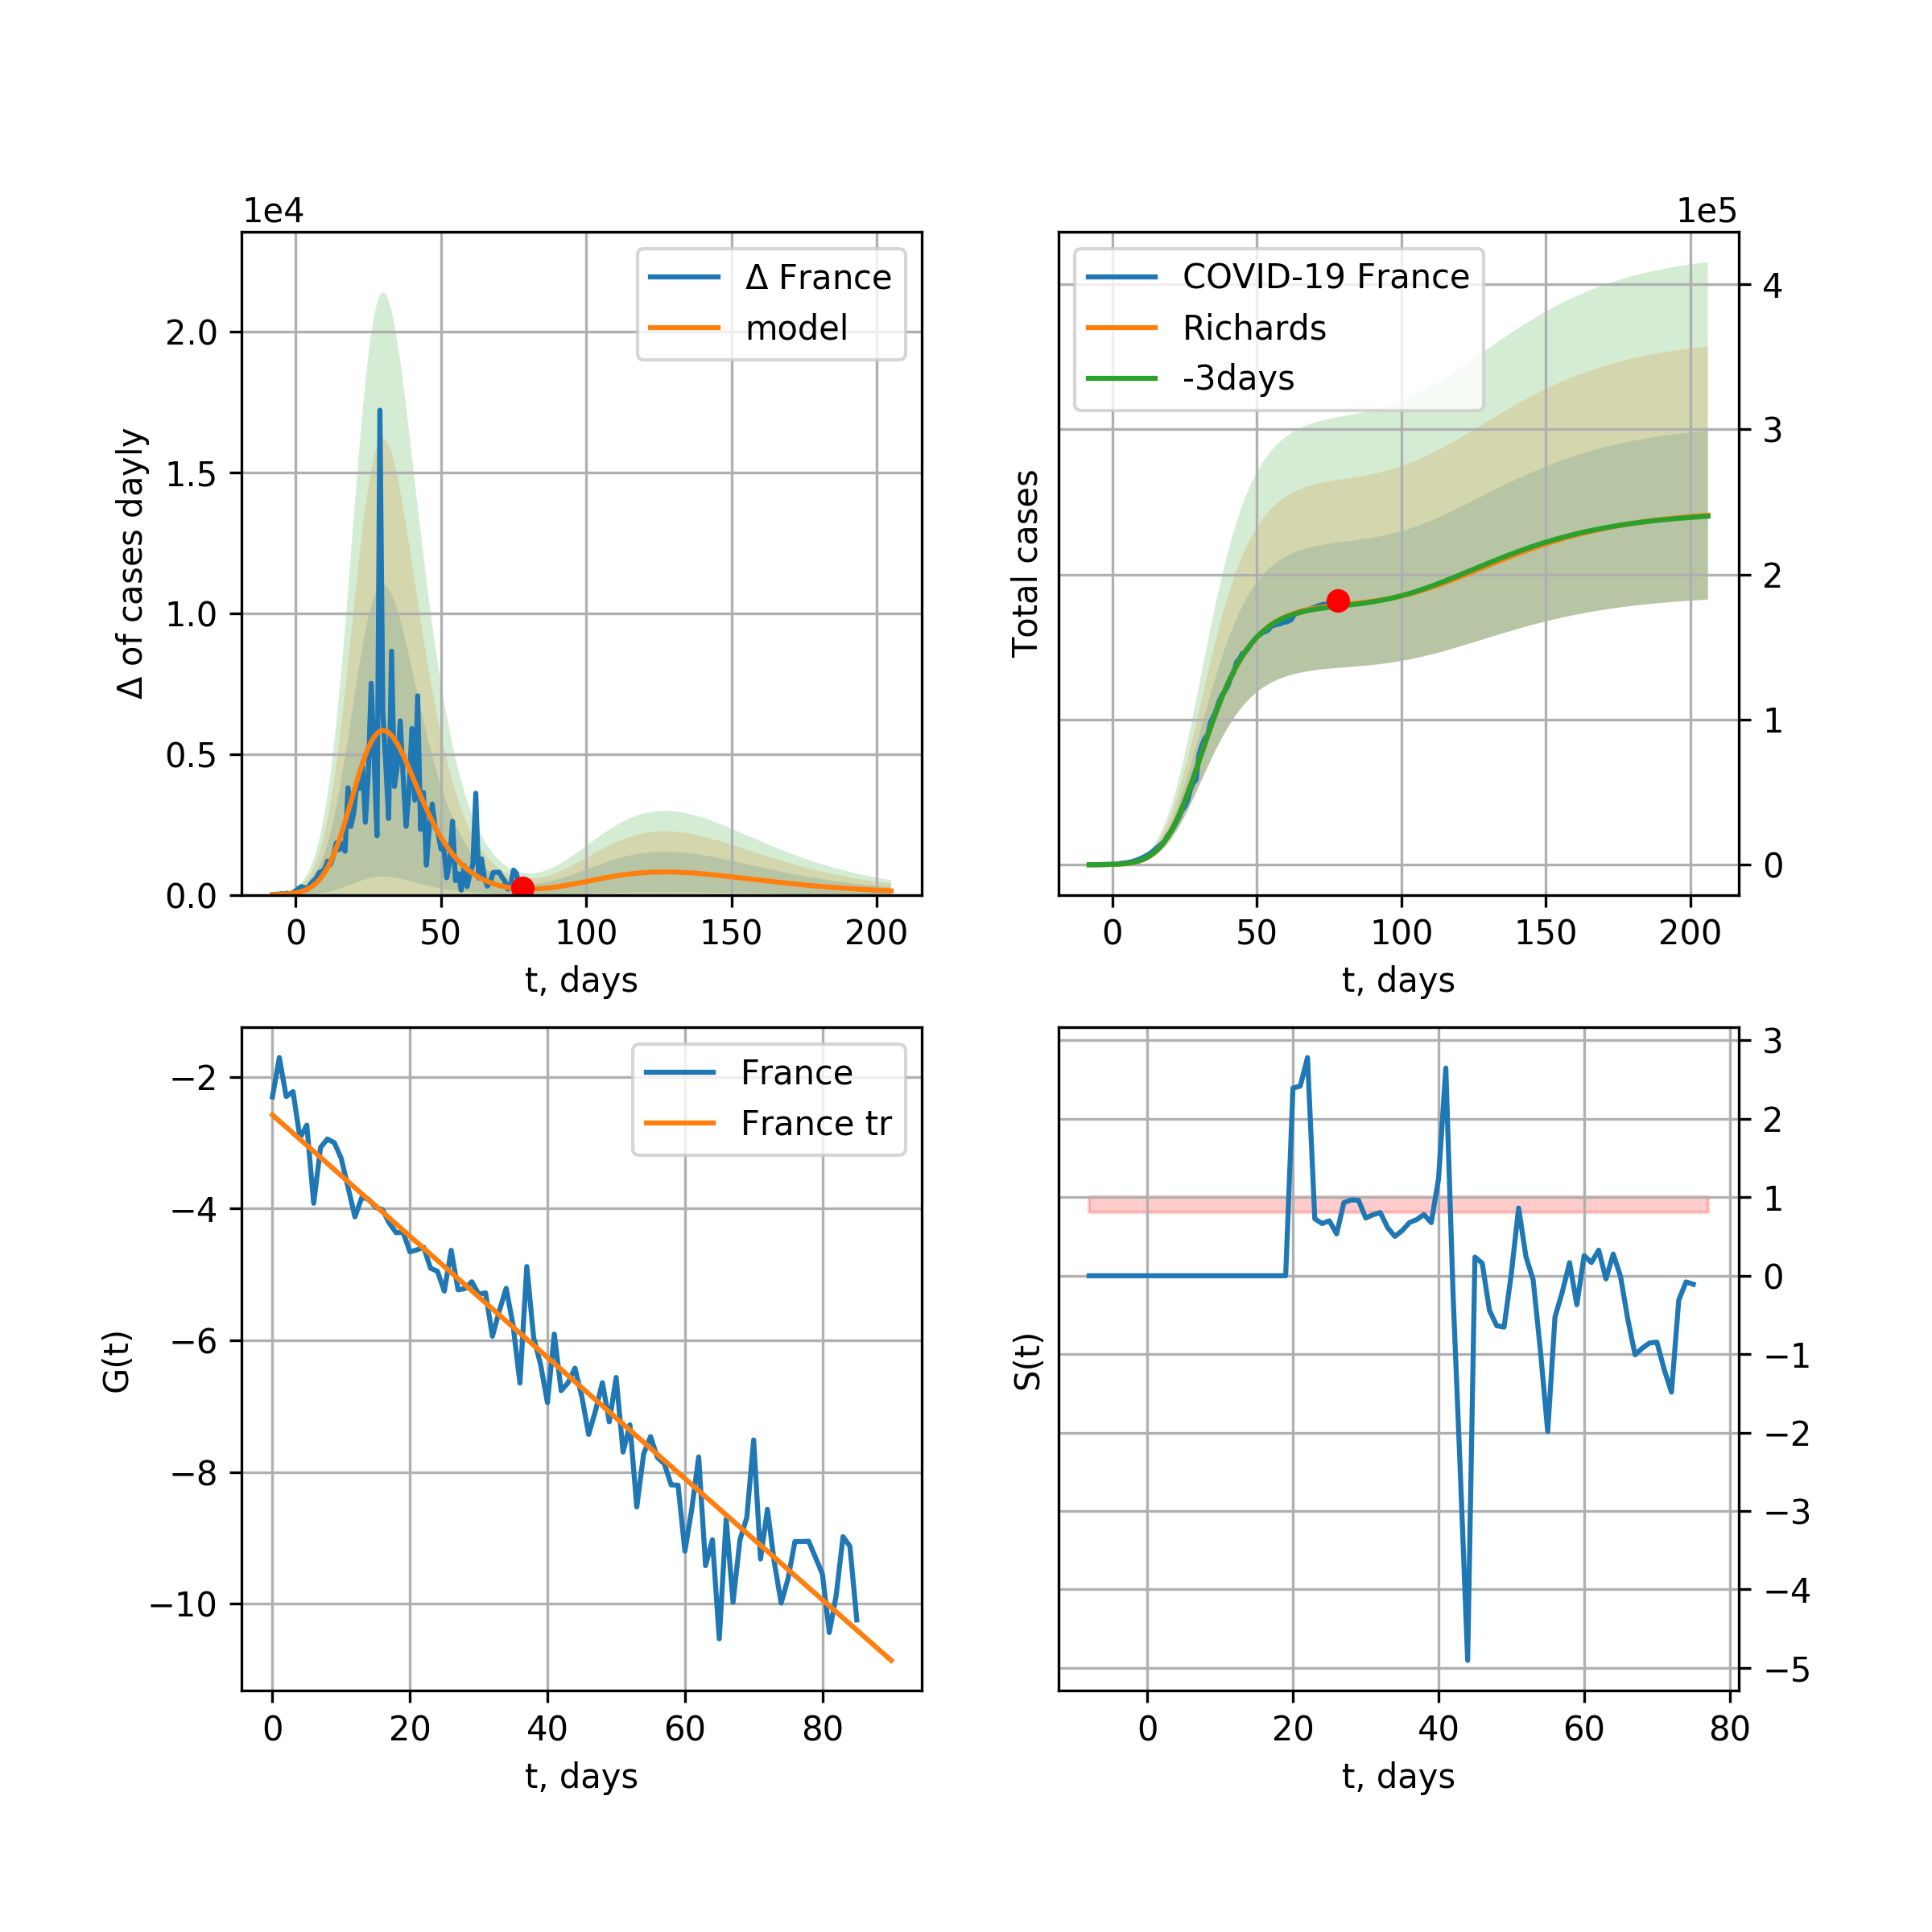 1e4
Δ of cases dayly
2.0
1.5
1.0
0.5
0.0
Δ France
model
0 50 100 150 200
t, days
1e5
Total cases
COVID-19 France
Richards
-3days
4
3
2
1
0
0 50 100 150 200
t, days
G(t)
−2
−4
−6
−8
−10
France
France tr
0 20 40 60 80
t, days
S(t)
3
2
1
0
−1
−2
−3
−4
−5
0 20 40 60 80
t, days